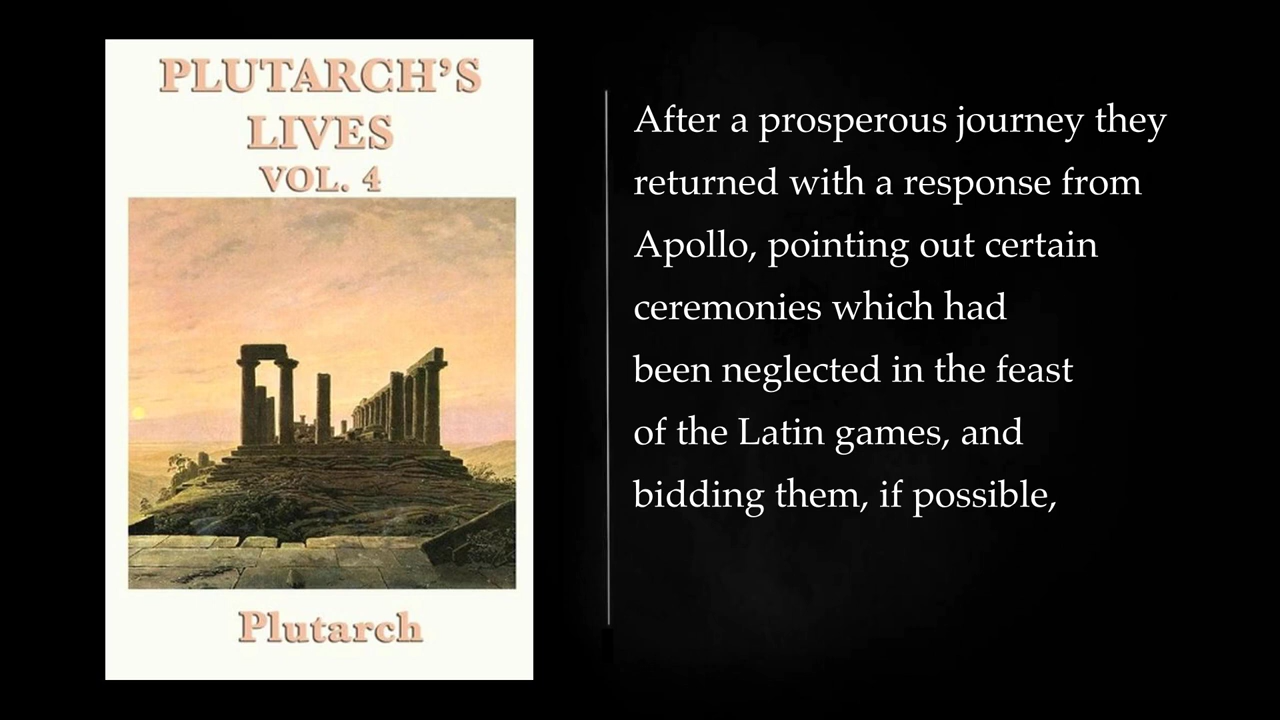 PLUTARCH'S
LIVES
VOL. 4
Plutarch
After a prosperous journey they
returned with a response from
Apollo, pointing out certain
ceremonies which had
been neglected in the feast
of the Latin games, and
bidding them, if possible,